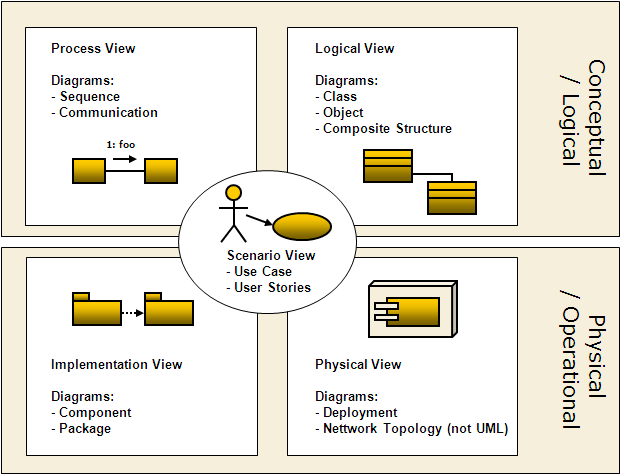 Process View
Diagrams:
- Sequence
- Communication
1: foo
Logical View
Diagrams:
- Class
- Object
- Composite Structure
Conceptual
/ Logical
Scenario View
- Use Case
- User Stories
Implementation View
Diagrams:
- Component
- Package
Physical View
Diagrams:
- Deployment
- Nettwork Topology (not UML)
Physical
/ Operational